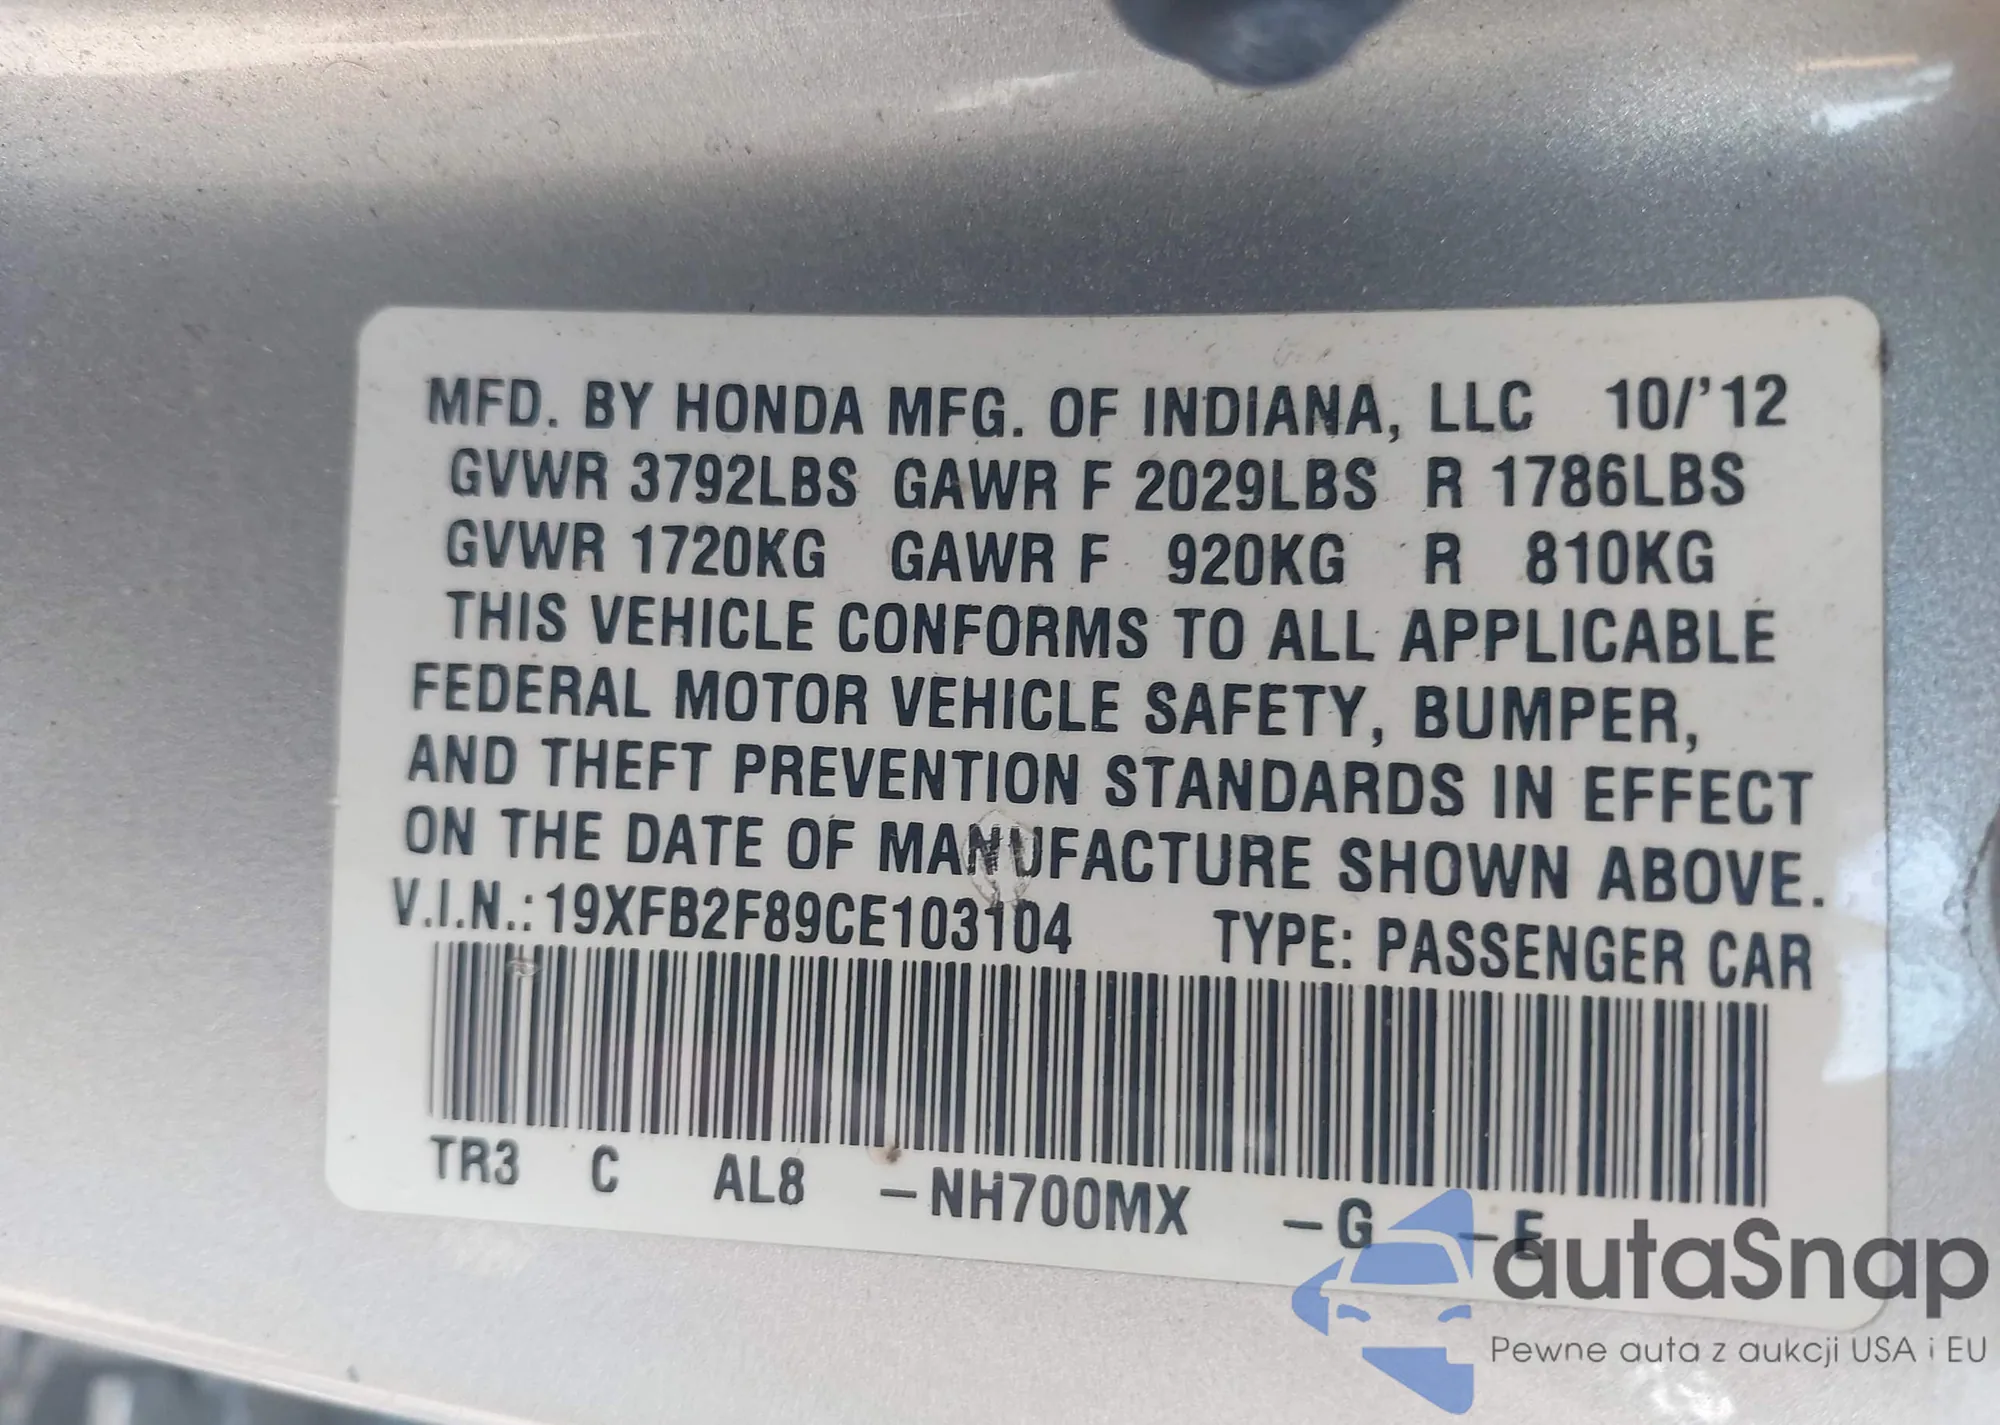 MFD. BY HONDA MFG. OF INDIANA, LLC 10/'12
GVWR 3792LBS GAWR F 2029LBS R 1786LBS
GVWR 1720KG GAWR F 920KG R 810KG
THIS VEHICLE CONFORMS TO ALL APPLICABLE
FEDERAL MOTOR VEHICLE SAFETY, BUMPER,
AND THEFT PREVENTION STANDARDS IN EFFECT
ON THE DATE OF MANUFACTURE SHOWN ABOVE.
V.I.N.: 19XFB2F89CE103104 TYPE: PASSENGER CAR
TR3 C AL8 –NH700MX –G –E
autaSnap
Pewne auta z aukcji USA i EU